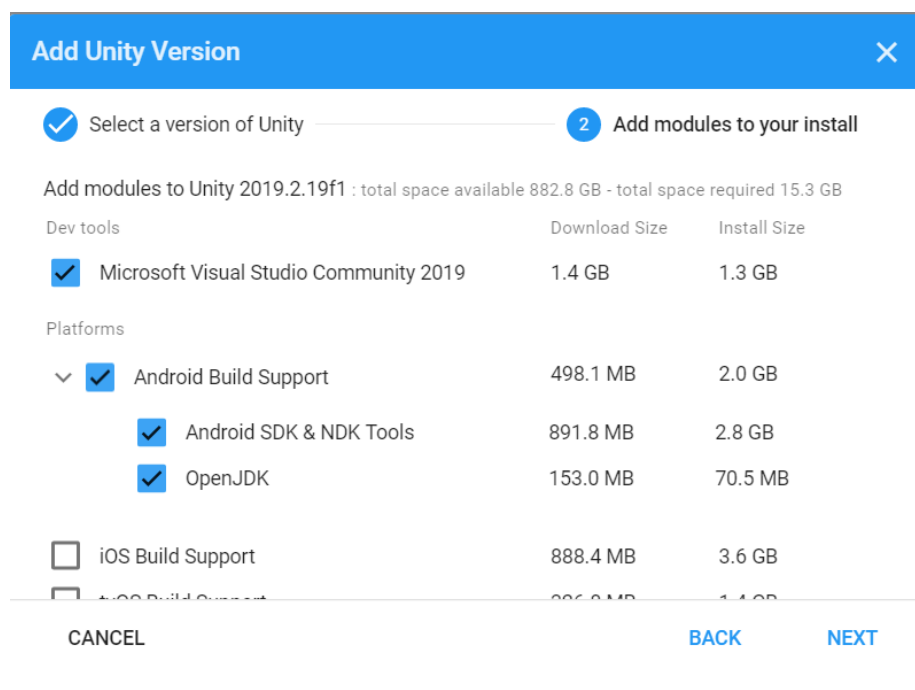 Add Unity Version
Select a version of Unity 2 Add modules to your install
Add modules to Unity 2019.2.19f1 : total space available 882.8 GB - total space required 15.3 GB
Dev tools Download Size Install Size
Microsoft Visual Studio Community 2019 1.4 GB 1.3 GB
Platforms
Android Build Support 498.1 MB 2.0 GB
Android SDK & NDK Tools 891.8 MB 2.8 GB
OpenJDK 153.0 MB 70.5 MB
iOS Build Support 888.4 MB 3.6 GB
tvOS Build Support
CANCEL BACK NEXT